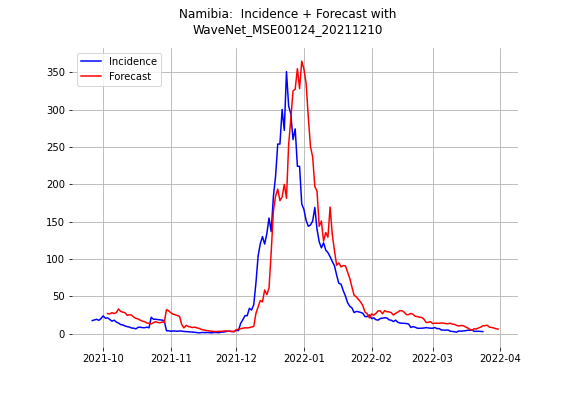 Namibia:  Incidence + Forecast with
WaveNet_MSE00124_20211210
Incidence
Forecast
350
300
250
200
150
100
50
0
2021-10 2021-11 2021-12 2022-01 2022-02 2022-03 2022-04